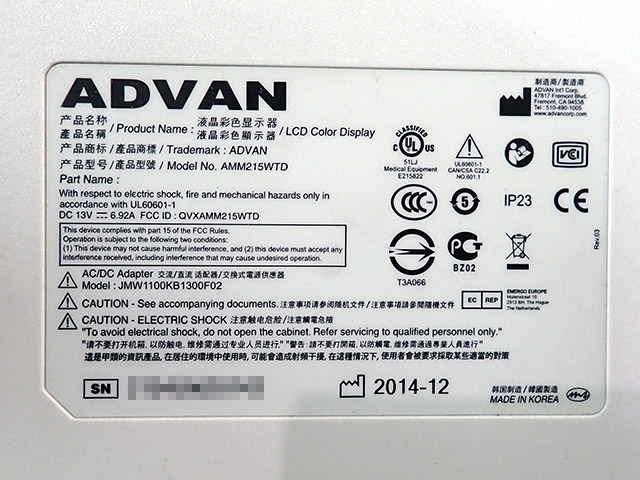 ADVAN
制造商 / 製造商
ADVAN Int'l Corp.
47817 Fremont Blvd.
Fremont, CA 94538
Tel : 510-490-1005
www.advancorp.com
产品名称
產品名稱 / Product Name : 液晶彩色显示器
液晶彩色顯示器 / LCD Color Display
产品商标 / 產品商標 / Trademark : ADVAN
产品型号 / 產品型號 / Model No. AMM215WTD
Part Name :
With respect to electric shock, fire and mechanical hazards only in
accordance with UL60601-1
DC 13V 6.92A FCC ID : QVXAMM215WTD
CLASSIFIED
C UL US
51LJ
Medical Equipment
E215822
UL60601-1
CAN/CSA C22.2
NO.601.1
VCCI
CCC
5
IP23
CE
T3A066
BZ02
Rev.03
This device complies with part 15 of the FCC Rules.
Operation is subject to the following two conditions:
(1) This device may not cause harmful interference, and (2) this device must accept any
interference received, including interference that may cause undesired operation.
AC/DC Adapter 交流/直流 适配器/交換式電源供應器
Model : JMW1100KB1300F02
CAUTION - See accompanying documents. 注意事项请参阅随机文件 / 注意事項請參閱隨機文件
EC REP
EMERGO EUROPE
Molenstraat 15
2513 BH, The Hague
The Netherlands
CAUTION - ELECTRIC SHOCK 注意触电危险/ 注意觸電危險
"To avoid electrical shock, do not open the cabinet. Refer servicing to qualified personnel only."
"请不要打开机箱, 以防触电. 维修需通过专业人员进行." "警告: 請不要打開機箱, 以防觸電. 維修需通過專業人員進行"
這是甲類的資訊產品, 在居住的環境中使用時, 可能會造成射頻干擾, 在這種情況下, 使用者會被要求採取某些適當的對策
SN
2014-12
韩国制造 / 韓國製造
MADE IN KOREA